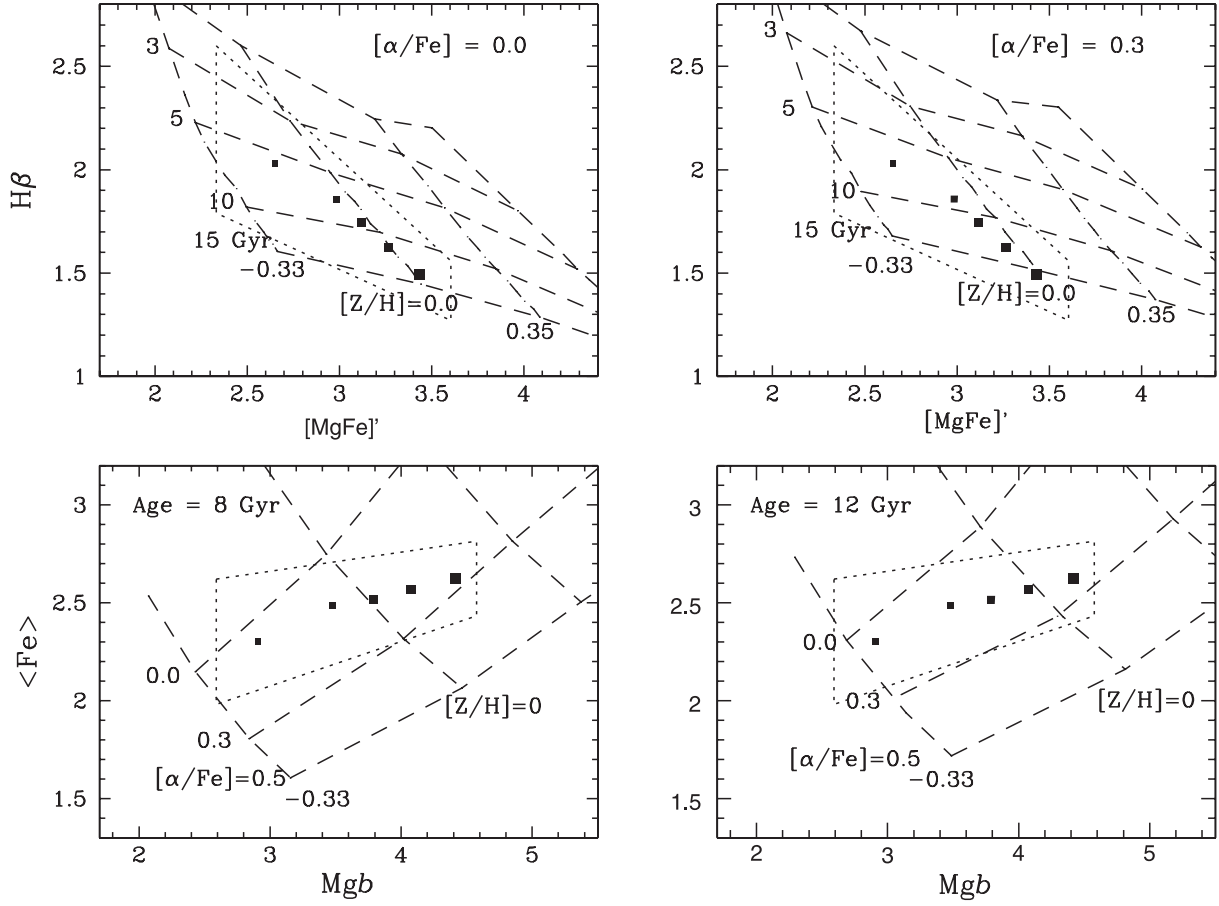 [α/Fe] = 0.0
Hβ
2.5
2
1.5
1
3
5
10
15 Gyr
−0.33
[Z/H]=0.0
0.35
2
2.5
3
3.5
4
[MgFe]'
[α/Fe] = 0.3
2.5
2
1.5
1
3
5
10
15 Gyr
−0.33
[Z/H]=0.0
0.35
2
2.5
3
3.5
4
[MgFe]'
Age = 8 Gyr
<Fe>
3
2.5
2
1.5
0.0
0.3
[α/Fe]=0.5
−0.33
[Z/H]=0
2
3
4
5
Mgb
Age = 12 Gyr
3
2.5
2
1.5
0.0
0.3
[α/Fe]=0.5
−0.33
[Z/H]=0
2
3
4
5
Mgb